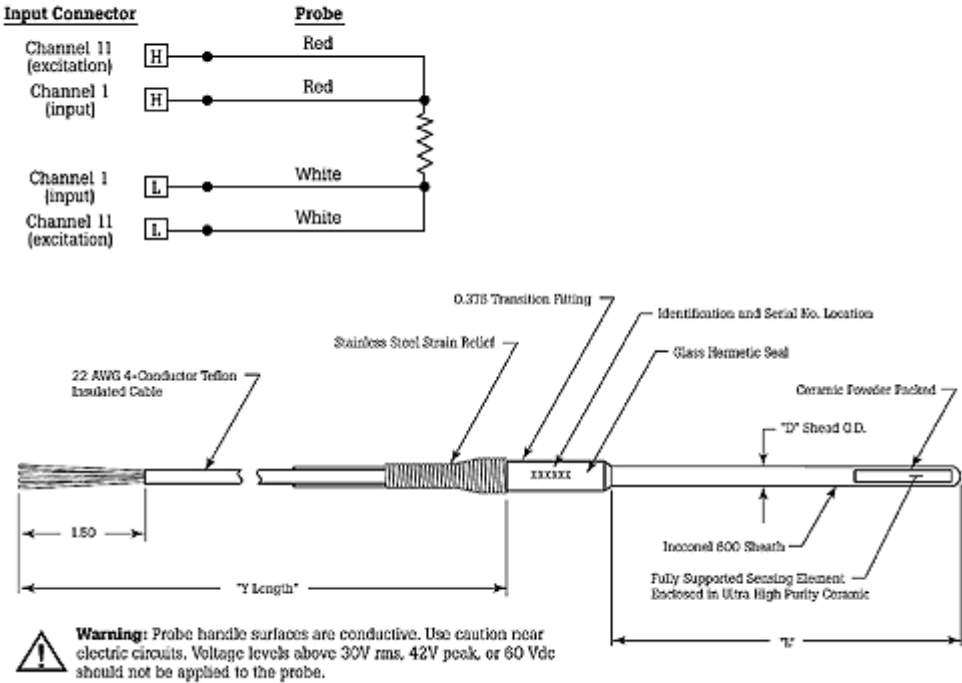 Input Connector
Probe
Channel 11
(excitation)
H
Red
Channel 1
(input)
H
Red
Channel 1
(input)
L
White
Channel 11
(excitation)
L
White
0.375 Transition Fitting
Identification and Serial No. Location
Stainless Steel Strain Relief
Glass Hermetic Seal
22 AWG 4-Conductor Teflon
Insulated Cable
Ceramic Powder Packed
"D" Shead O.D.
XXXXXX
1.50
Incconel 600 Sheath
"Y Length"
Fully Supported Sensing Element
Enclosed in Ultra High Purity Ceramic
Warning: Probe handle surfaces are conductive. Use caution near
electric circuits. Voltage levels above 30V rms, 42V peak, or 60 Vdc
should not be applied to the probe.